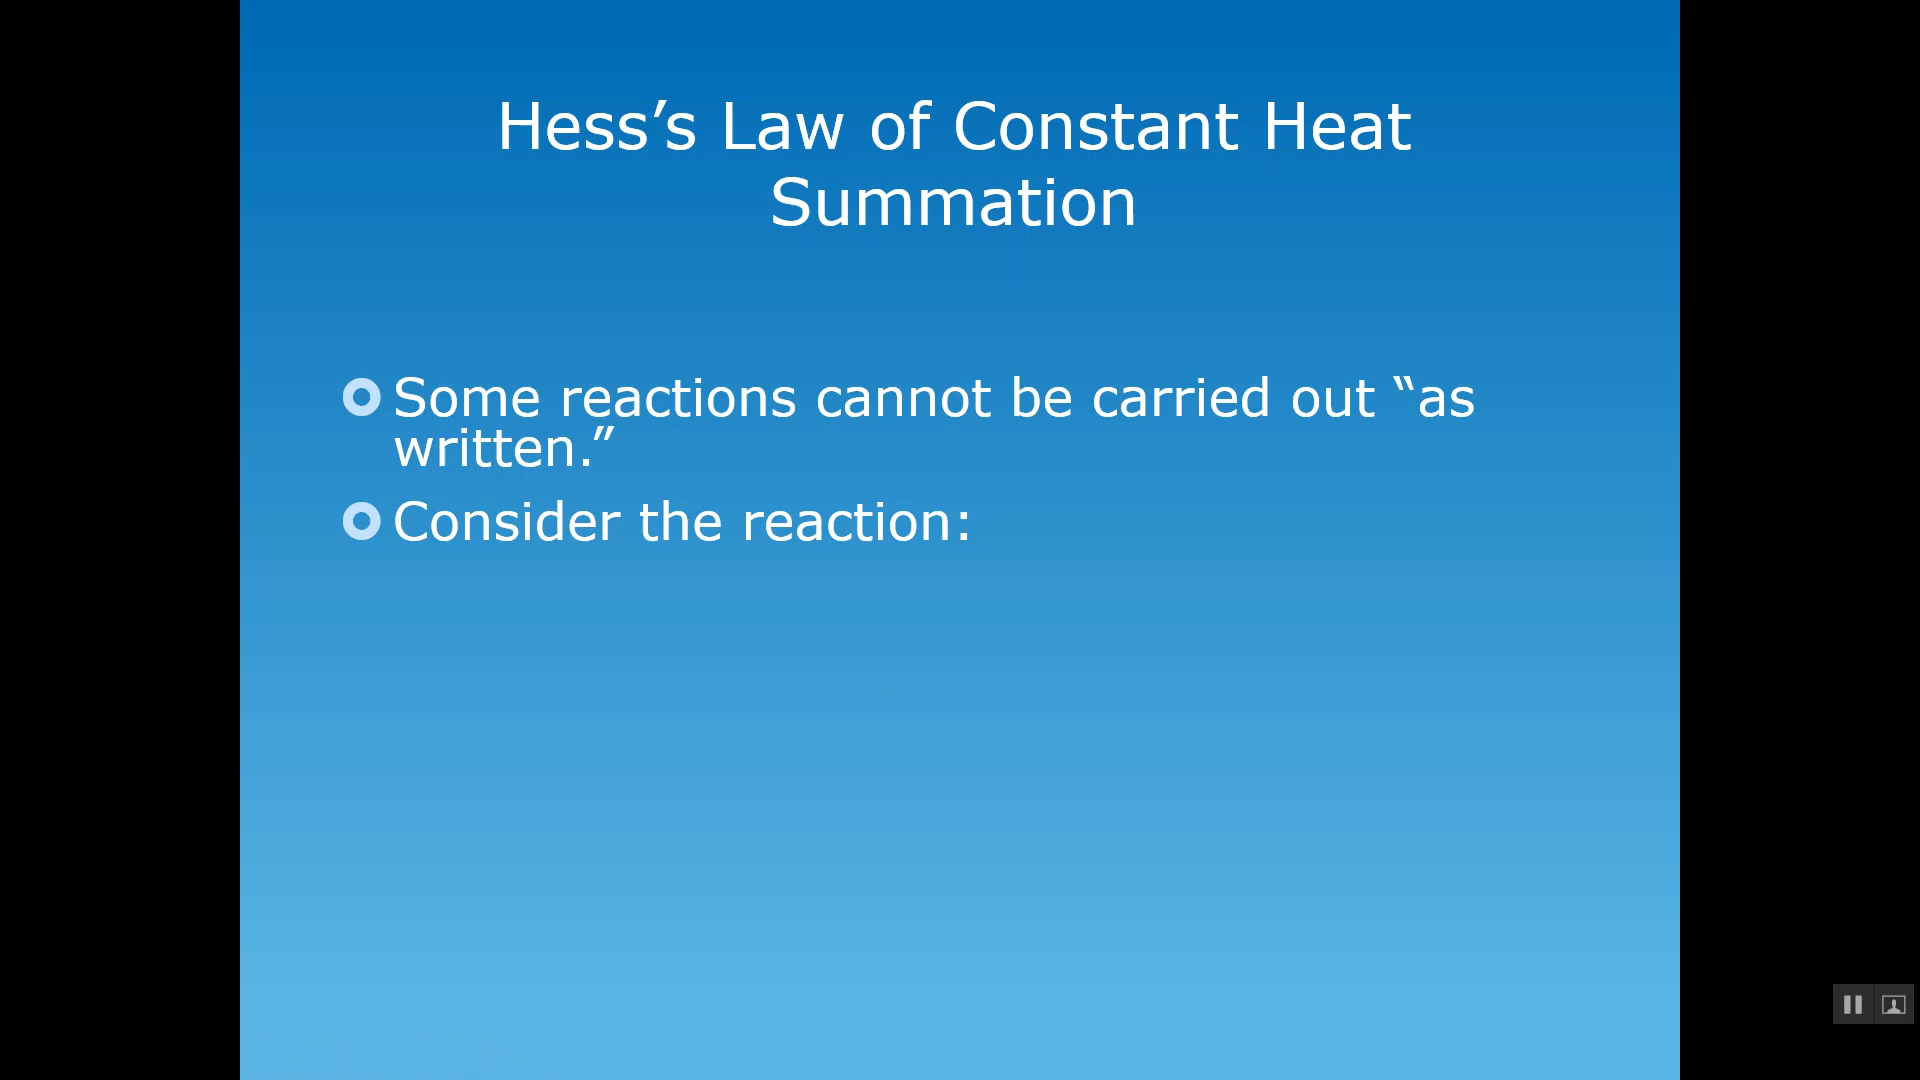 Hess’s Law of Constant Heat
Summation
Some reactions cannot be carried out “as
written.”
Consider the reaction: